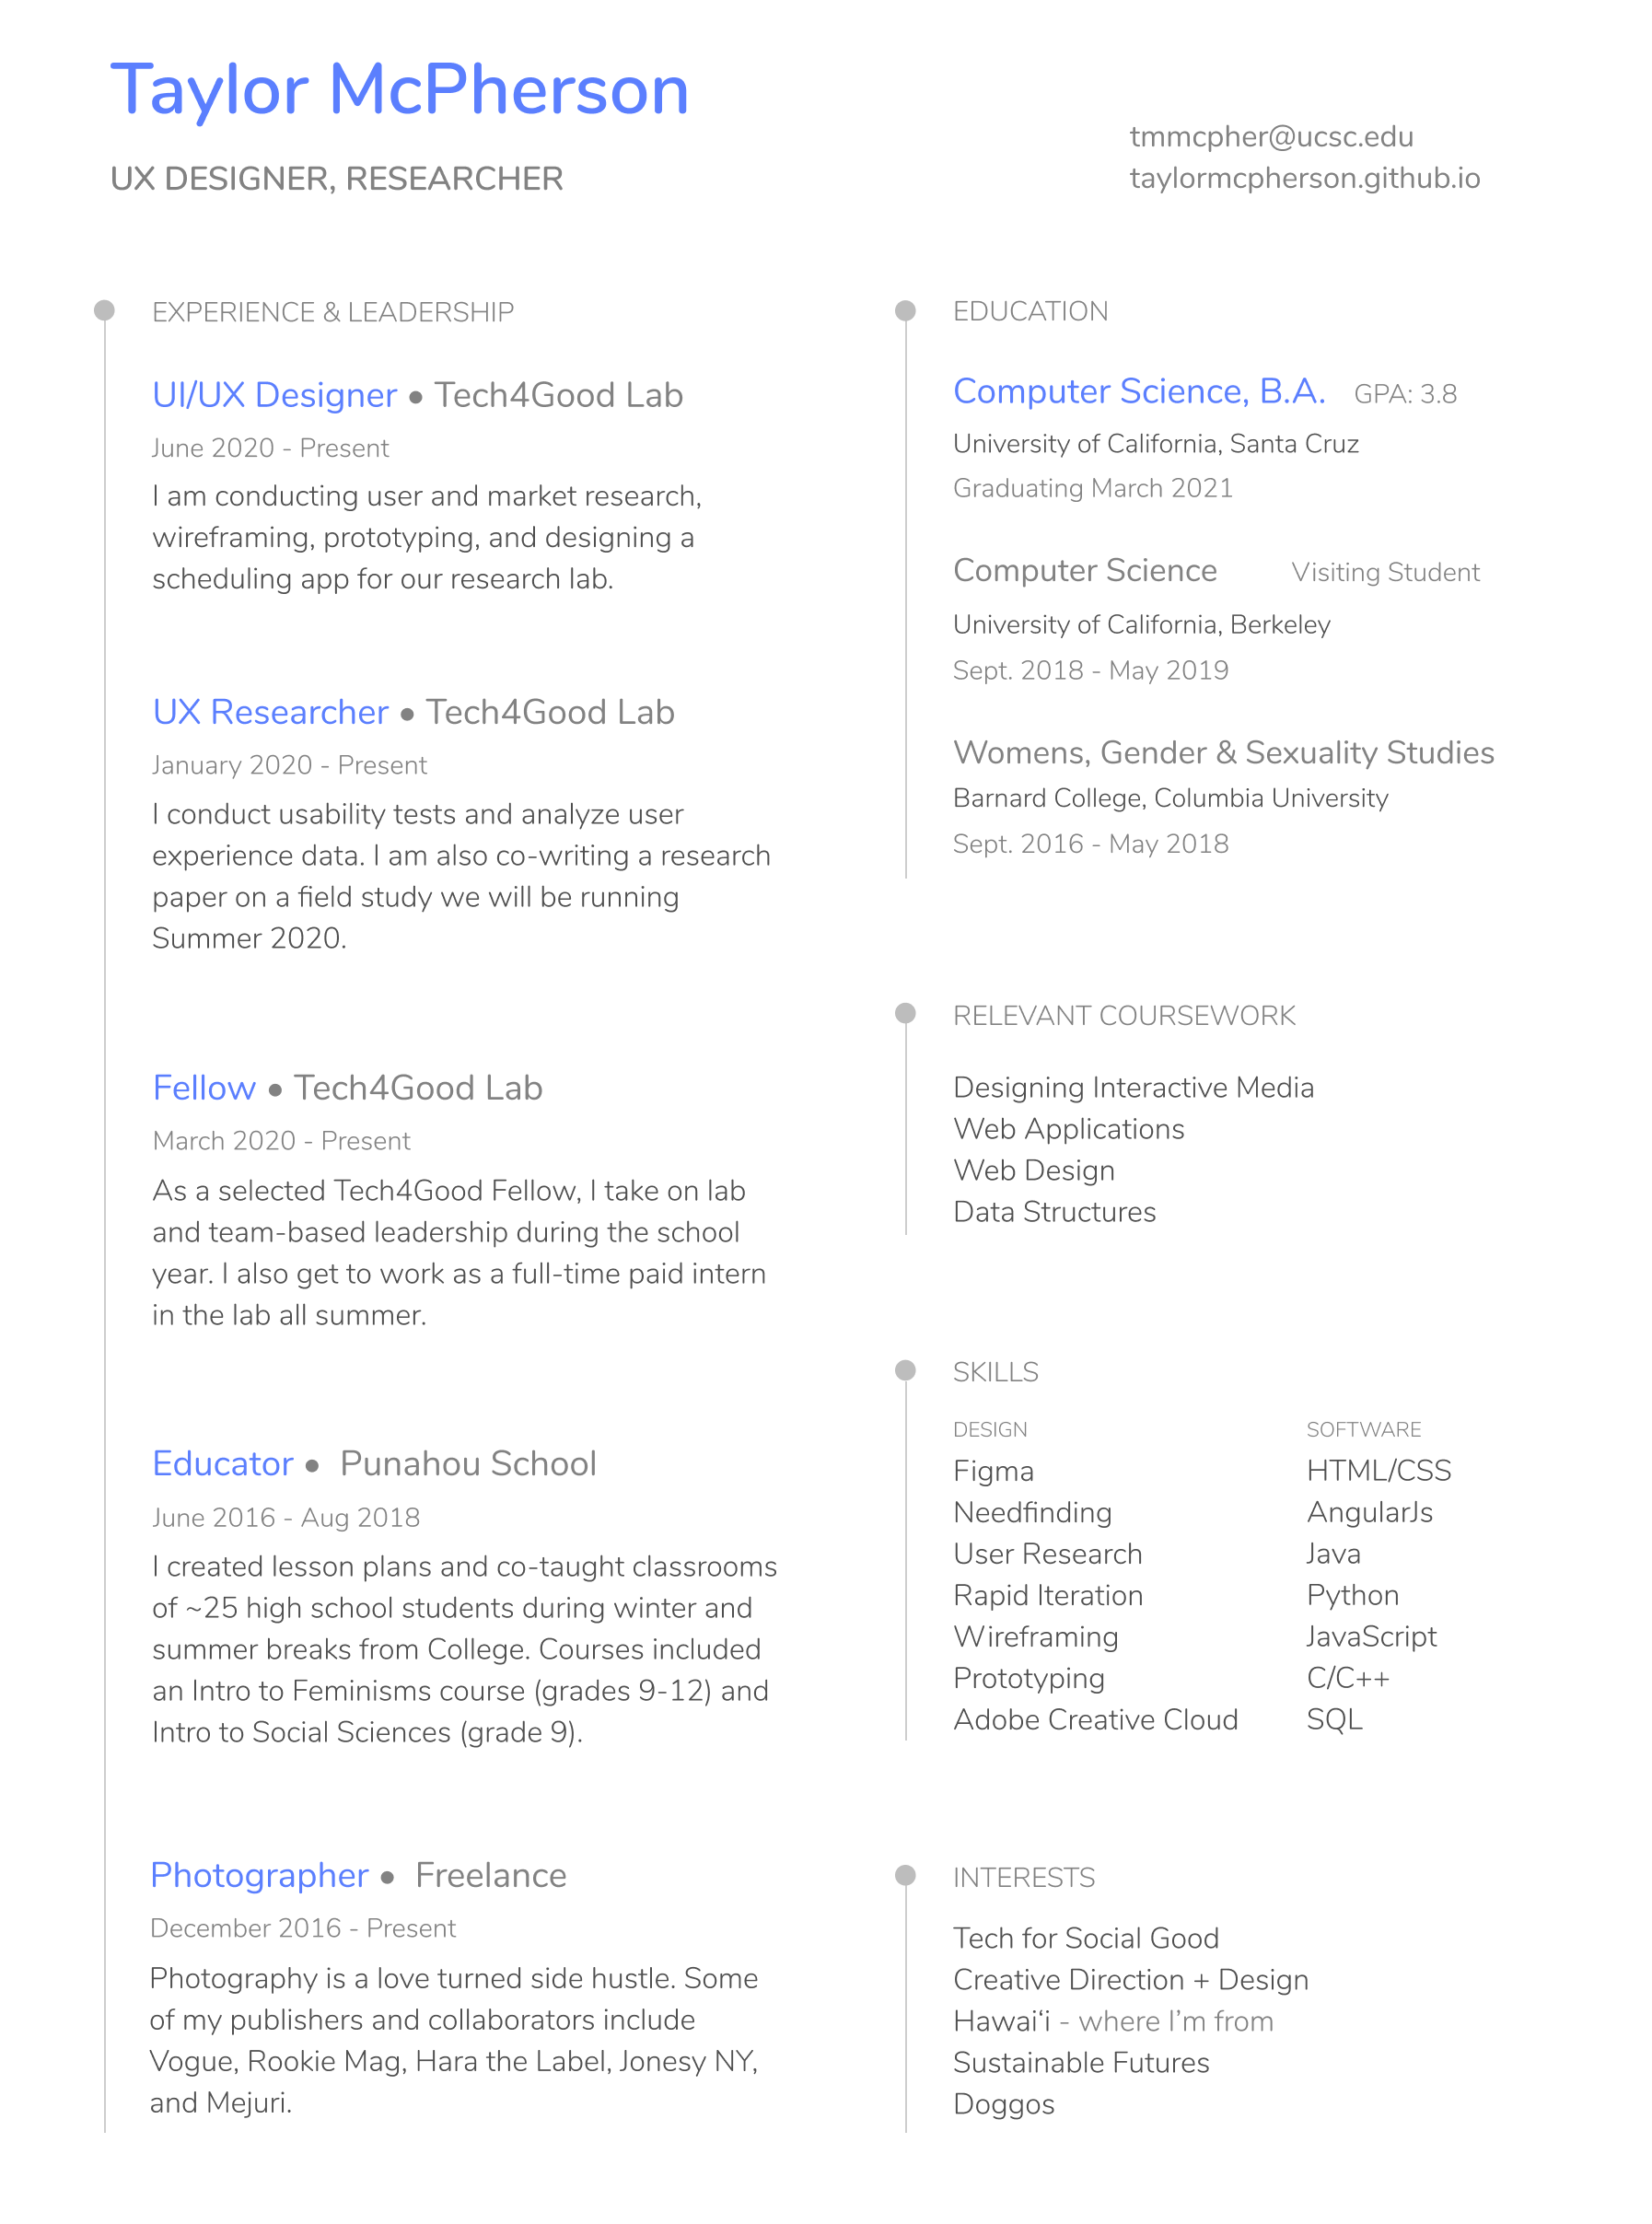 Taylor McPherson
UX DESIGNER, RESEARCHER
tmmcpher@ucsc.edu
taylormcpherson.github.io
EXPERIENCE & LEADERSHIP
UI/UX Designer • Tech4Good Lab
June 2020 - Present
I am conducting user and market research,
wireframing, prototyping, and designing a
scheduling app for our research lab.
UX Researcher • Tech4Good Lab
January 2020 - Present
I conduct usability tests and analyze user
experience data. I am also co-writing a research
paper on a field study we will be running
Summer 2020.
Fellow • Tech4Good Lab
March 2020 - Present
As a selected Tech4Good Fellow, I take on lab
and team-based leadership during the school
year. I also get to work as a full-time paid intern
in the lab all summer.
Educator • Punahou School
June 2016 - Aug 2018
I created lesson plans and co-taught classrooms
of ~25 high school students during winter and
summer breaks from College. Courses included
an Intro to Feminisms course (grades 9-12) and
Intro to Social Sciences (grade 9).
Photographer • Freelance
December 2016 - Present
Photography is a love turned side hustle. Some
of my publishers and collaborators include
Vogue, Rookie Mag, Hara the Label, Jonesy NY,
and Mejuri.
EDUCATION
Computer Science, B.A. GPA: 3.8
University of California, Santa Cruz
Graduating March 2021
Computer Science Visiting Student
University of California, Berkeley
Sept. 2018 - May 2019
Womens, Gender & Sexuality Studies
Barnard College, Columbia University
Sept. 2016 - May 2018
RELEVANT COURSEWORK
Designing Interactive Media
Web Applications
Web Design
Data Structures
SKILLS
DESIGN
Figma
Needfinding
User Research
Rapid Iteration
Wireframing
Prototyping
Adobe Creative Cloud
SOFTWARE
HTML/CSS
AngularJs
Java
Python
JavaScript
C/C++
SQL
INTERESTS
Tech for Social Good
Creative Direction + Design
Hawai‘i - where I’m from
Sustainable Futures
Doggos